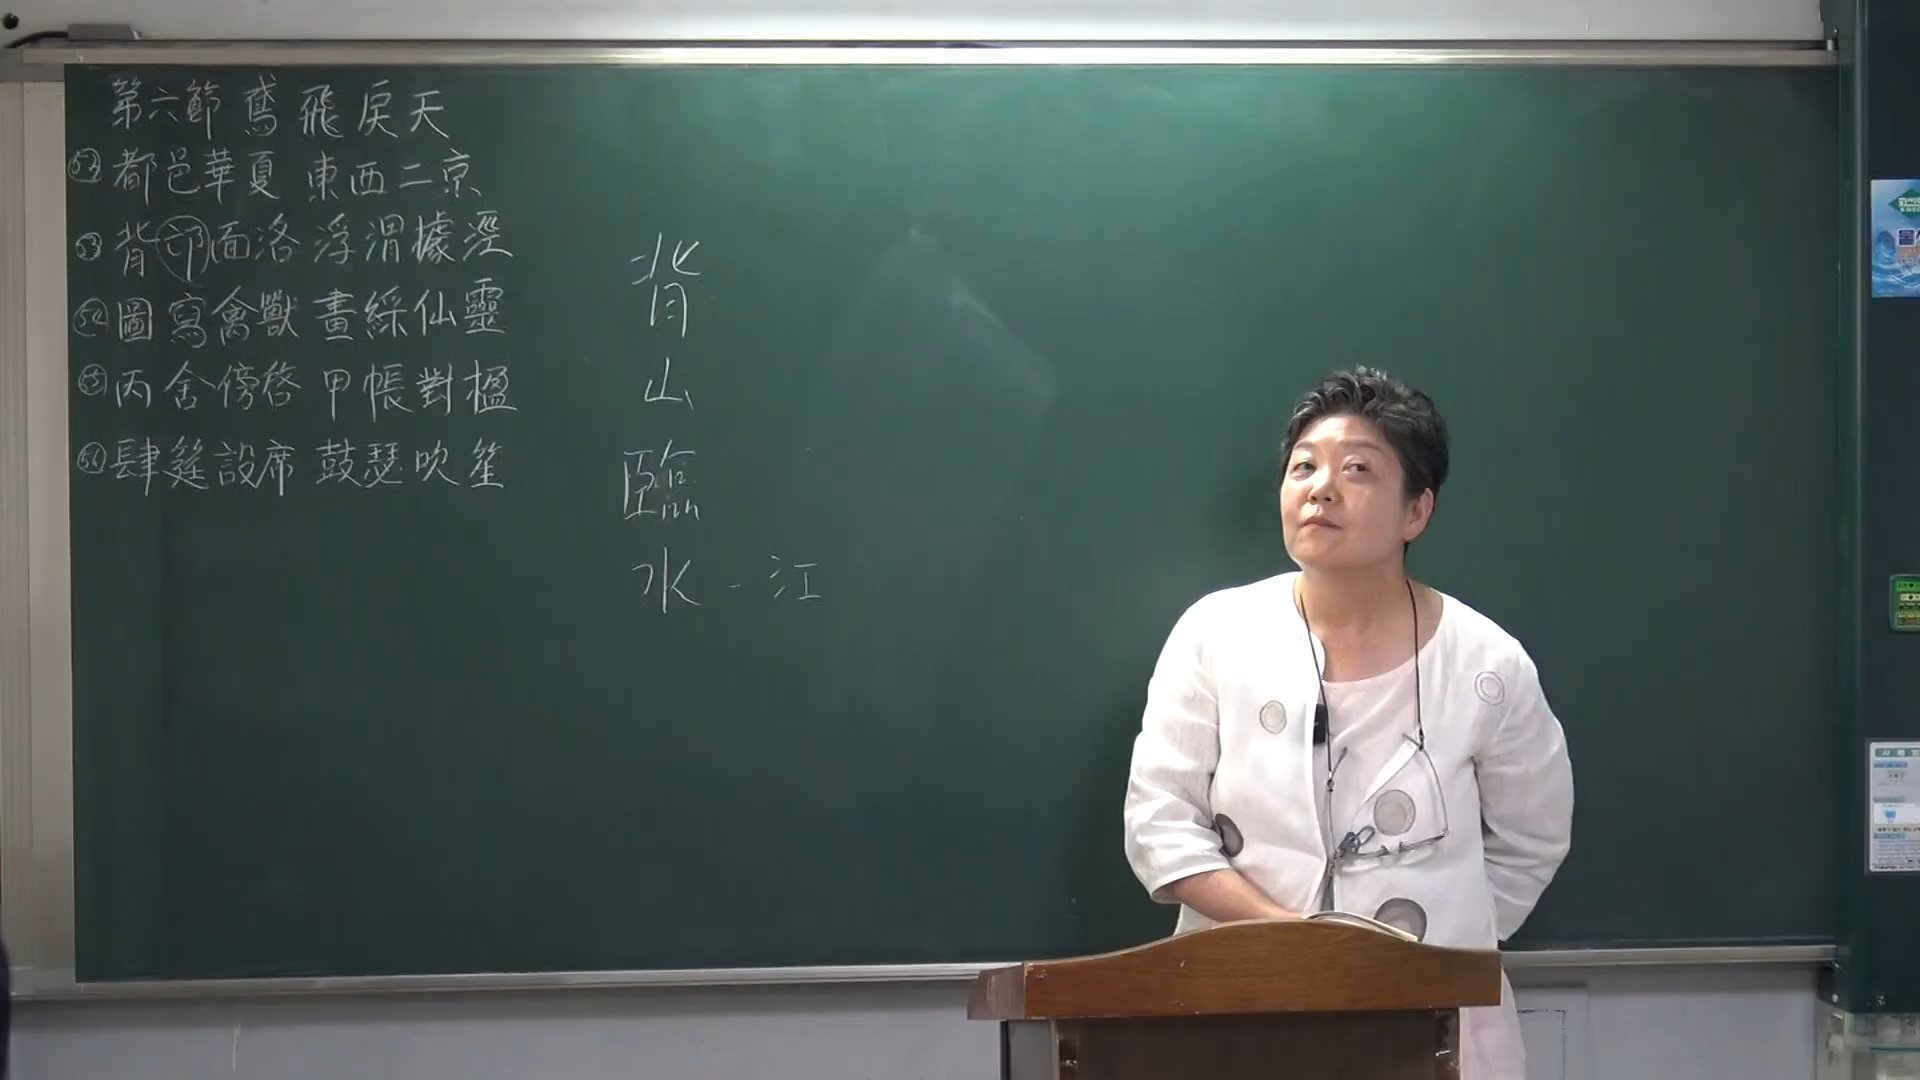 第六節 鳶飛戾天
52 都邑華夏 東西二京
53 背邙面洛 浮渭據涇
54 圖寫禽獸 畫綵仙靈
55 丙舍傍啓 甲帳對楹
56 肆筵設席 鼓瑟吹笙
背
山
臨
水 - 江